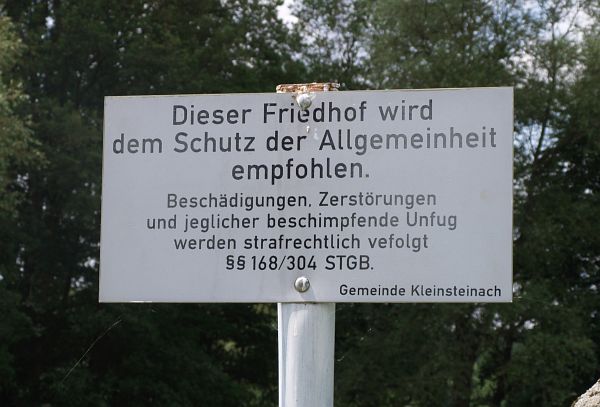 Dieser Friedhof wird
dem Schutz der Allgemeinheit
empfohlen.
Beschädigungen, Zerstörungen
und jeglicher beschimpfende Unfug
werden strafrechtlich vefolgt
§§ 168/304 STGB.
Gemeinde Kleinsteinach